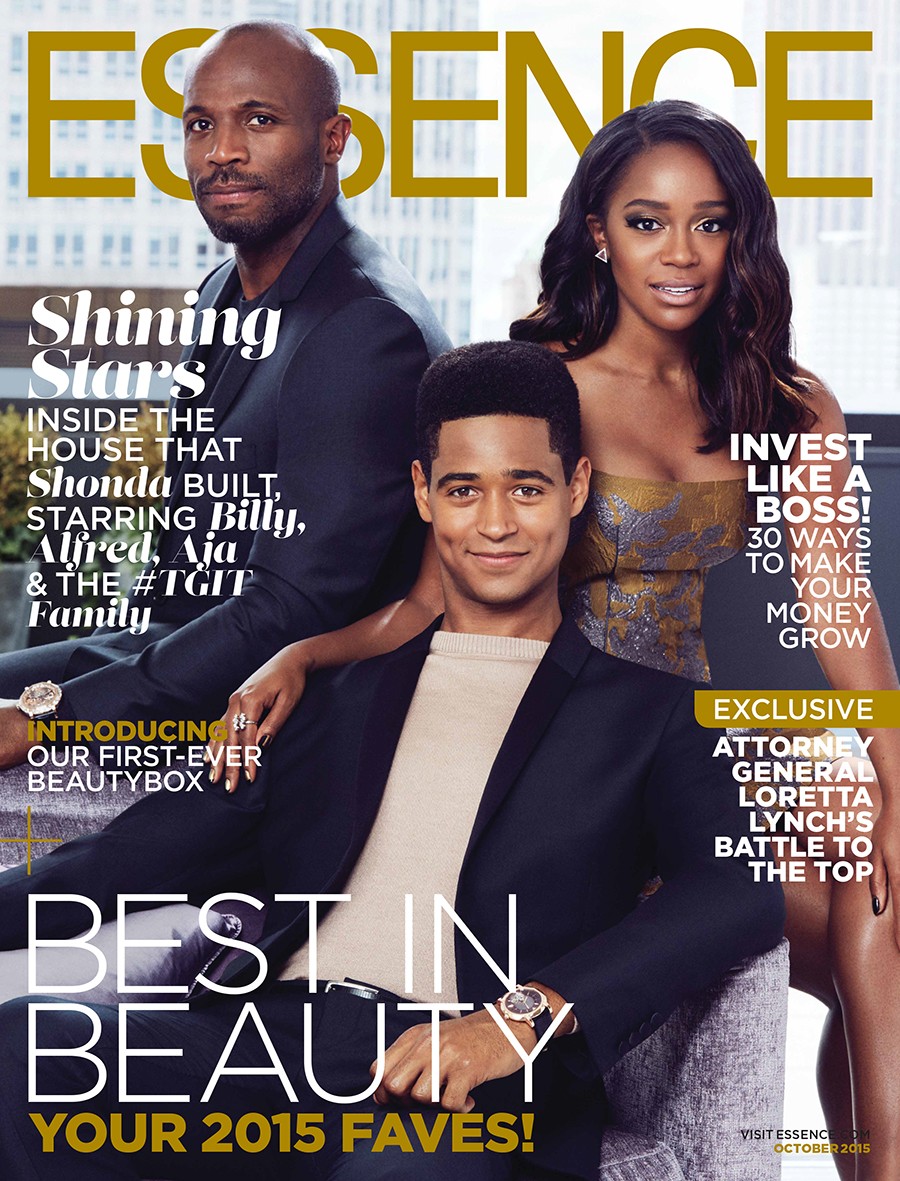 ESSENCE
Shining
Stars
INSIDE THE
HOUSE THAT
Shonda BUILT,
STARRING Billy,
Alfred, Aja
& THE #TGIT
Family
INVEST
LIKE A
BOSS!
30 WAYS
TO MAKE
YOUR
MONEY
GROW
EXCLUSIVE
ATTORNEY
GENERAL
LORETTA
LYNCH'S
BATTLE TO
THE TOP
INTRODUCING
OUR FIRST-EVER
BEAUTYBOX
BEST IN
BEAUTY
YOUR 2015 FAVES!
VISIT ESSENCE.COM
OCTOBER 2015